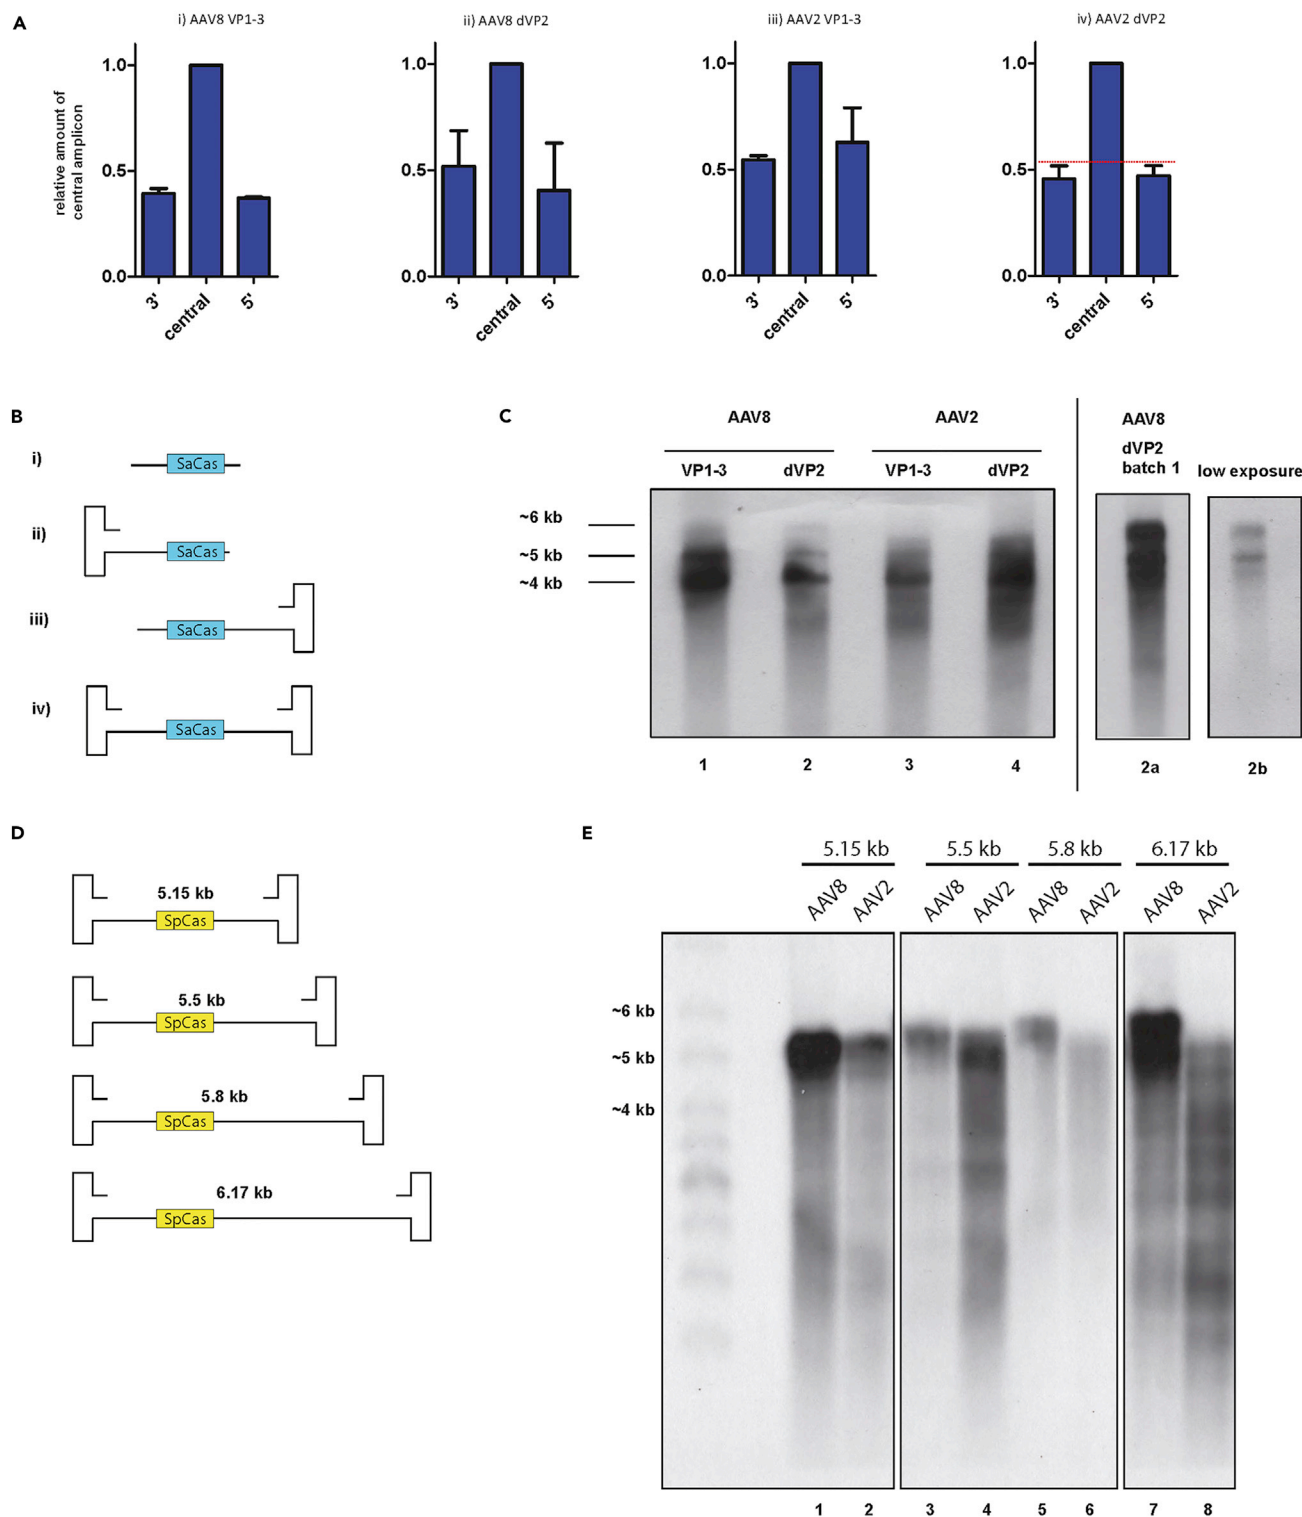 A
i) AAV8 VP1-3
ii) AAV8 dVP2
iii) AAV2 VP1-3
iv) AAV2 dVP2
relative amount of
central amplicon
1.0
0.5
0.0
3'
central
5'
1.0
0.5
0.0
3'
central
5'
1.0
0.5
0.0
3'
central
5'
1.0
0.5
0.0
3'
central
5'
B
i)
SaCas
ii)
SaCas
iii)
SaCas
iv)
SaCas
C
AAV8
AAV2
VP1-3
dVP2
VP1-3
dVP2
~6 kb
~5 kb
~4 kb
1
2
3
4
AAV8
dVP2
batch 1
low exposure
2a
2b
D
5.15 kb
SpCas
5.5 kb
SpCas
5.8 kb
SpCas
6.17 kb
SpCas
E
5.15 kb
5.5 kb
5.8 kb
6.17 kb
AAV8
AAV2
AAV8
AAV2
AAV8
AAV2
AAV8
AAV2
~6 kb
~5 kb
~4 kb
1
2
3
4
5
6
7
8